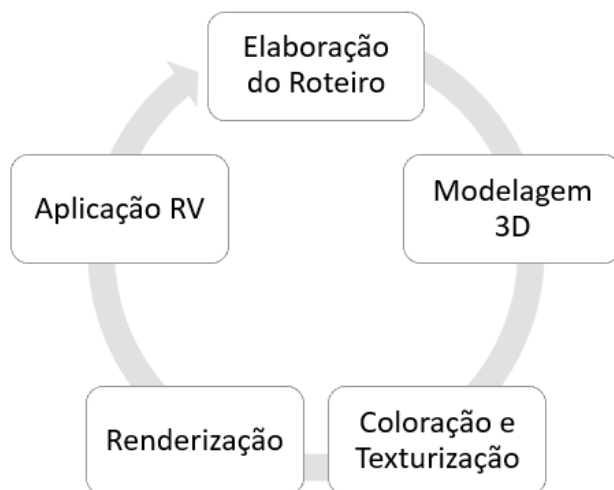 Elaboração
do Roteiro
Modelagem
3D
Coloração e
Texturização
Renderização
Aplicação RV